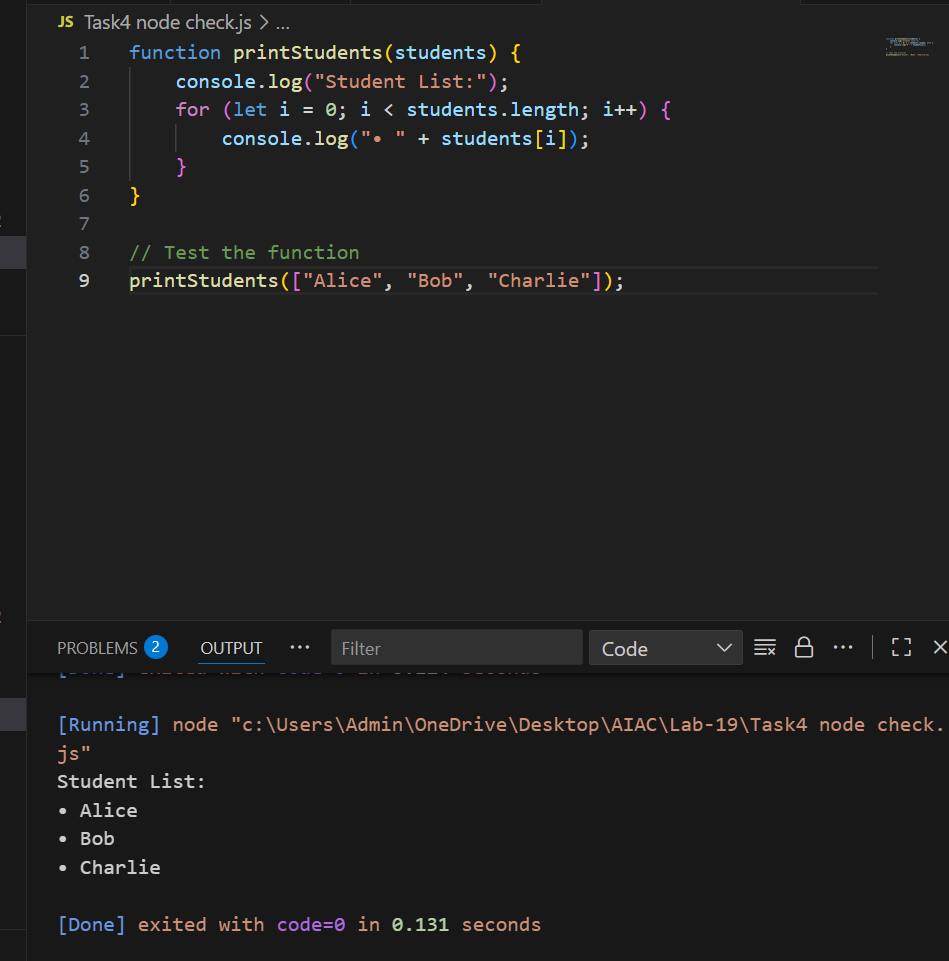 JS Task4 node check.js > ...
1 function printStudents(students) {
2 console.log("Student List:");
3 for (let i = 0; i < students.length; i++) {
4 console.log("• " + students[i]);
5 }
6 }
7
8 // Test the function
9 printStudents(["Alice", "Bob", "Charlie"]);
PROBLEMS 2 OUTPUT ... Filter Code ...
[Running] node "c:\Users\Admin\OneDrive\Desktop\AIAC\Lab-19\Task4 node check.
js"
Student List:
• Alice
• Bob
• Charlie
[Done] exited with code=0 in 0.131 seconds